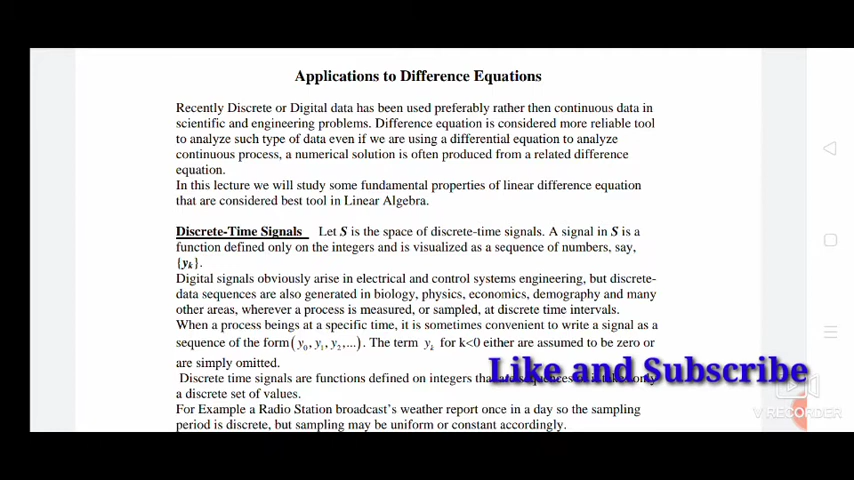 Applications to Difference Equations
Recently Discrete or Digital data has been used preferably rather then continuous data in
scientific and engineering problems. Difference equation is considered more reliable tool
to analyze such type of data even if we are using a differential equation to analyze
continuous process, a numerical solution is often produced from a related difference
equation.
In this lecture we will study some fundamental properties of linear difference equation
that are considered best tool in Linear Algebra.
Discrete-Time Signals Let S is the space of discrete-time signals. A signal in S is a
function defined only on the integers and is visualized as a sequence of numbers, say,
{yₖ}.
Digital signals obviously arise in electrical and control systems engineering, but discrete-
data sequences are also generated in biology, physics, economics, demography and many
other areas, wherever a process is measured, or sampled, at discrete time intervals.
When a process beings at a specific time, it is sometimes convenient to write a signal as a
sequence of the form (y₀, y₁, y₂,...). The term yₖ for k<0 either are assumed to be zero or
are simply omitted.
Like and Subscribe
Discrete time signals are functions defined on integers that are sequences only
a discrete set of values.
For Example a Radio Station broadcast's weather report once in a day so the sampling
period is discrete, but sampling may be uniform or constant accordingly.
V RECORDER